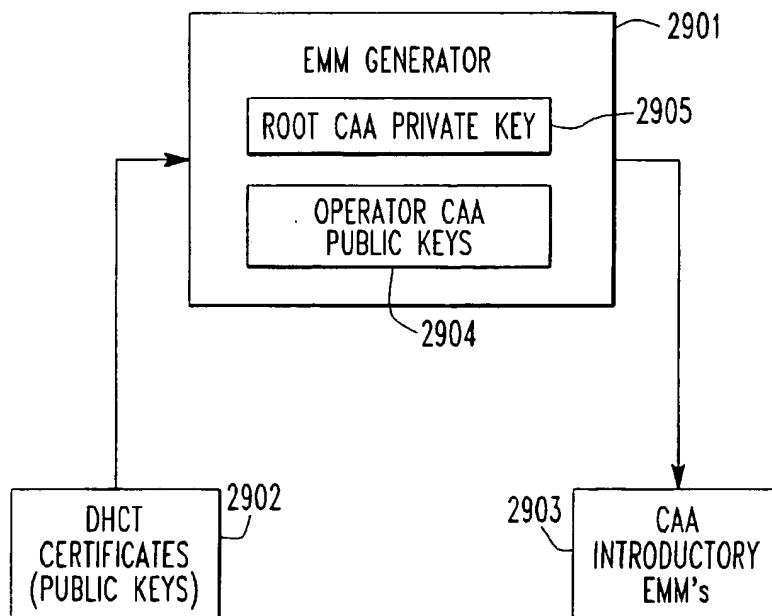 2901
EMM GENERATOR
ROOT CAA PRIVATE KEY
2905
OPERATOR CAA
PUBLIC KEYS
2904
DHCT
CERTIFICATES
(PUBLIC KEYS)
2902
2903
CAA
INTRODUCTORY
EMM's